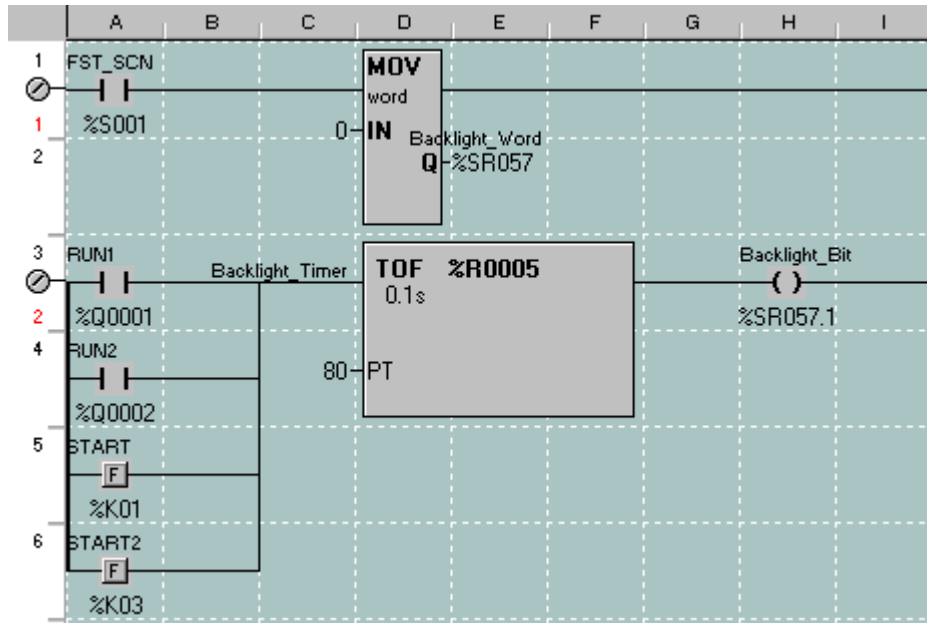 A B C D E F G H I
1 FST_SCN MOV
word
1 %S001 0 IN Backlight_Word
2 Q %SR057
3 RUN1 Backlight_Timer TOF %R0005 Backlight_Bit
0.1s
2 %Q0001 %SR057.1
4 RUN2
80 PT
%Q0002
5 START
F
%K01
6 START2
F
%K03